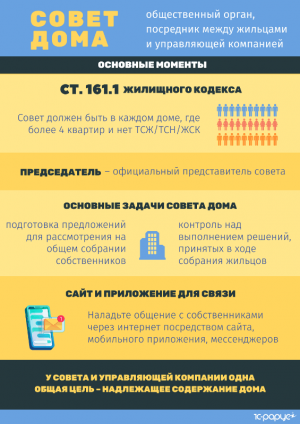 СОВЕТ
ДОМА
общественный орган,
посредник между жильцами
и управляющей компанией
ОСНОВНЫЕ МОМЕНТЫ
СТ. 161.1 ЖИЛИЩНОГО КОДЕКСА
Совет должен быть в каждом доме, где
более 4 квартир и нет ТСЖ/ТСН/ЖСК
ПРЕДСЕДАТЕЛЬ – официальный представитель совета
ОСНОВНЫЕ ЗАДАЧИ СОВЕТА ДОМА
подготовка предложений
для рассмотрения на
общем собрании
собственников
контроль над
выполнением решений,
принятых в ходе
собрания жильцов
САЙТ И ПРИЛОЖЕНИЕ ДЛЯ СВЯЗИ
Наладьте общение с собственниками
через интернет посредством сайта,
мобильного приложения, мессенджеров
У СОВЕТА И УПРАВЛЯЮЩЕЙ КОМПАНИИ ОДНА
ОБЩАЯ ЦЕЛЬ – НАДЛЕЖАЩЕЕ СОДЕРЖАНИЕ ДОМА
1С-Рарус